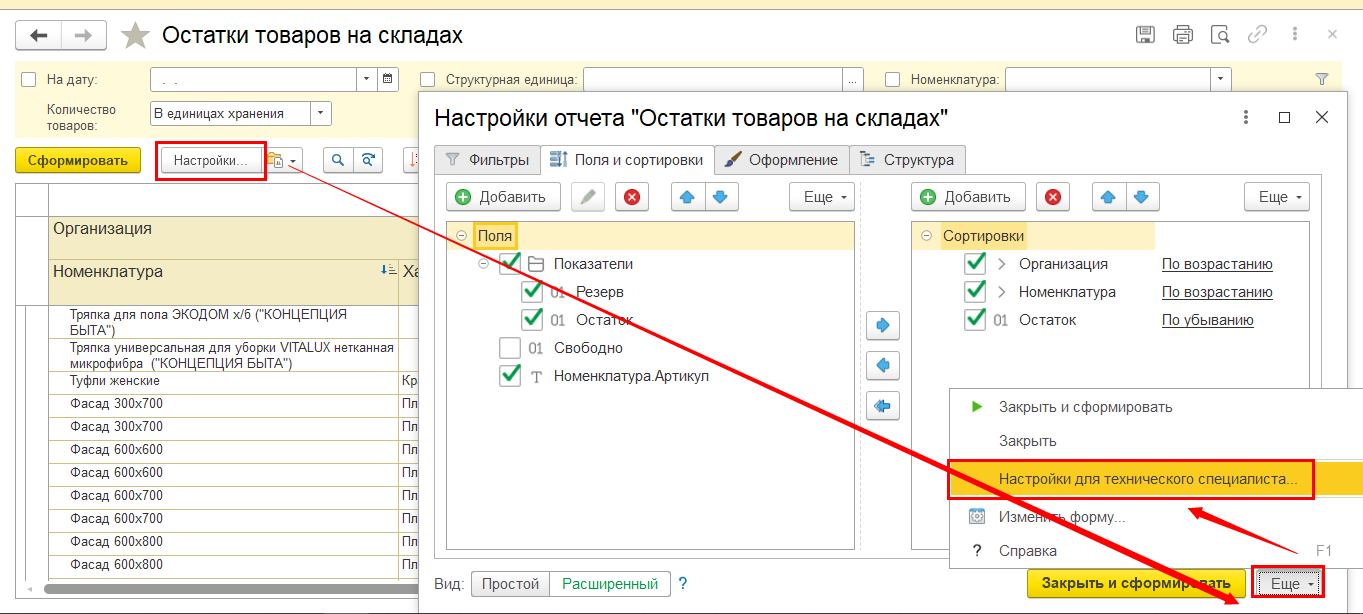 Остатки товаров на складах
На дату:
. .
Структурная единица:
...
Номенклатура:
Количество
товаров:
В единицах хранения
Сформировать
Настройки...
Организация
Номенклатура
Ха
Тряпка для пола ЭКОДОМ х/б ("КОНЦЕПЦИЯ
БЫТА")
Тряпка универсальная для уборки VITALUX нетканная
микрофибра ("КОНЦЕПЦИЯ БЫТА")
Туфли женские
Кр
Фасад 300x700
Пл
Фасад 300x700
Пл
Фасад 600x600
Пл
Фасад 600x600
Пл
Фасад 600x700
Пл
Фасад 600x700
Пл
Фасад 600x800
Пл
Фасад 600x800
Пл
Настройки отчета "Остатки товаров на складах"
Фильтры
Поля и сортировки
Оформление
Структура
Добавить
Еще
Добавить
Еще
Поля
Показатели
01 Резерв
01 Остаток
01 Свободно
T Номенклатура.Артикул
Сортировки
Организация По возрастанию
Номенклатура По возрастанию
01 Остаток По убыванию
Закрыть и сформировать
Закрыть
Настройки для технического специалиста...
Изменить форму...
? Справка F1
Вид: Простой Расширенный ?
Закрыть и сформировать
Еще